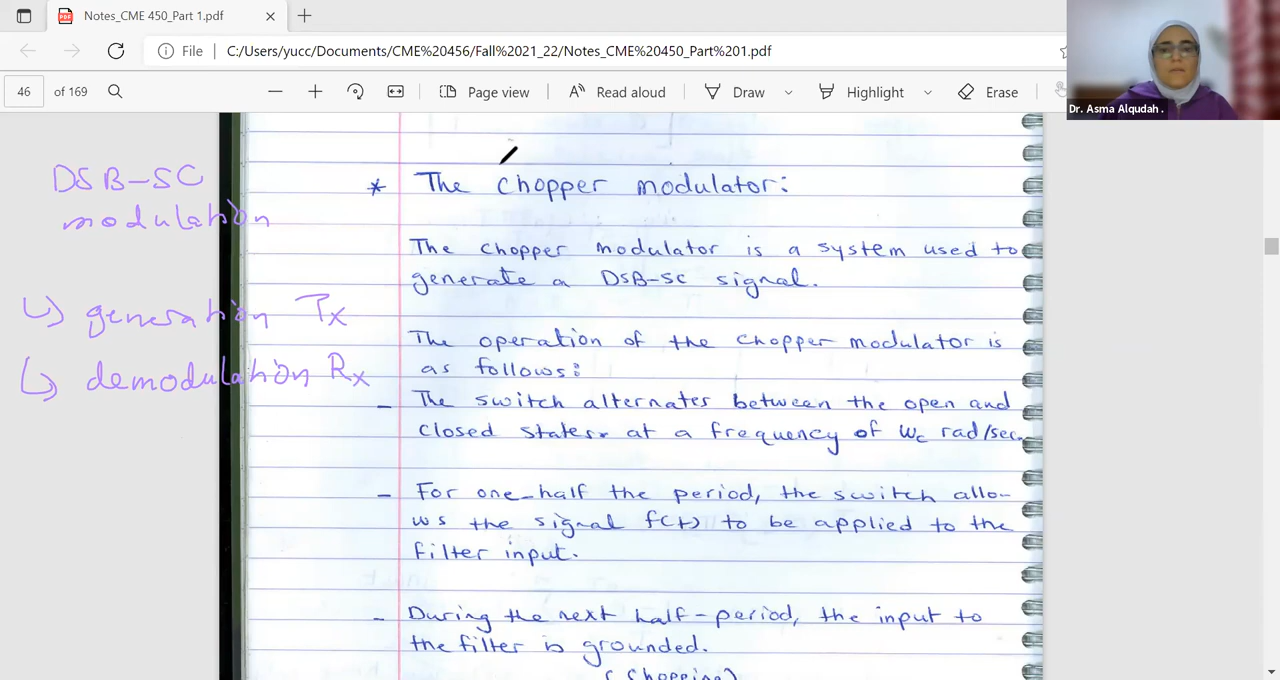 Notes_CME 450_Part 1.pdf
File
C:/Users/yucc/Documents/CME%20456/Fall%2021_22/Notes_CME%20450_Part%201.pdf
46 of 169
Page view
Read aloud
Draw
Highlight
Erase
Dr. Asma Alqudah .
DSB-SC
modulation
generation Tx
demodulation Rx
* The chopper modulator:
The chopper modulator is a system used to
generate a DSB-SC signal.
The operation of the chopper modulator is
as follows:
- The switch alternates between the open and
closed states at a frequency of Wc rad/sec.
- For one-half the period, the switch allo-
ws the signal f(t) to be applied to the
filter input.
- During the next half-period, the input to
the filter is grounded.
(Chopping)